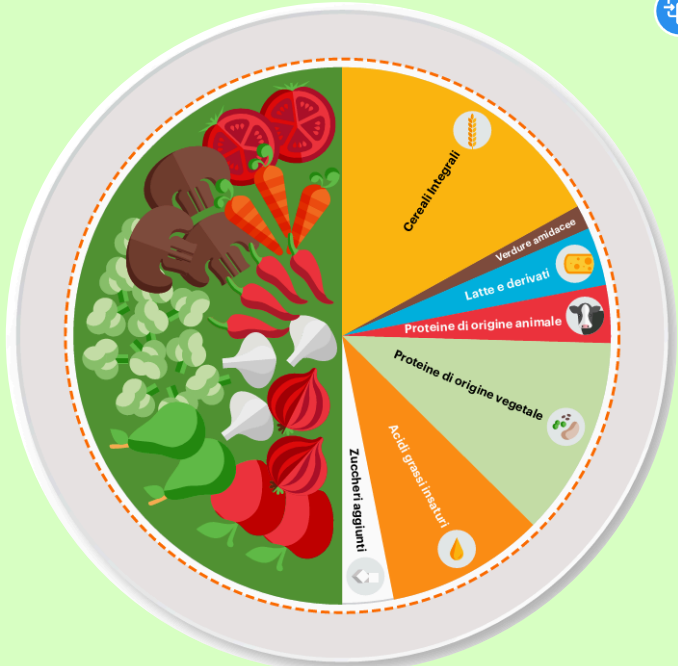 Cereali Integrali
Verdure amidacee
Latte e derivati
Proteine di origine animale
Proteine di origine vegetale
Acidi grassi insaturi
Zuccheri aggiunti